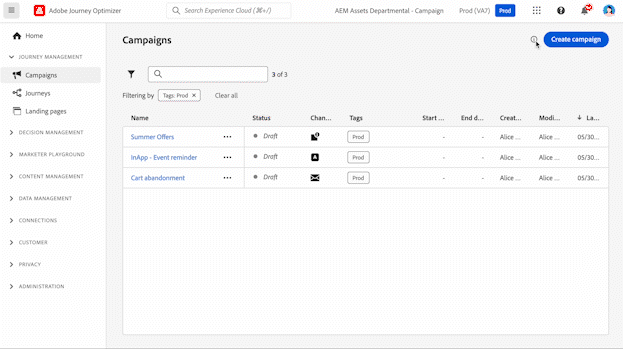 Adobe Journey Optimizer
Search Experience Cloud (⌘+/)
AEM Assets Departmental - Campaign
Prod (VA7)
Prod
Home
JOURNEY MANAGEMENT
Campaigns
Journeys
Landing pages
DECISION MANAGEMENT
MARKETER PLAYGROUND
CONTENT MANAGEMENT
DATA MANAGEMENT
CONNECTIONS
CUSTOMER
PRIVACY
ADMINISTRATION
Campaigns
Create campaign
3 of 3
Filtering by Tags: Prod × Clear all
Name Status Chan... Tags Start ... End d... Creat... Modi... ↓ La...
Summer Offers ... Draft Prod - - Alice ... Alice ... 05/30...
InApp - Event reminder ... Draft Prod - - Alice ... Alice ... 05/30...
Cart abandonment ... Draft Prod - - Alice ... Alice ... 05/30...